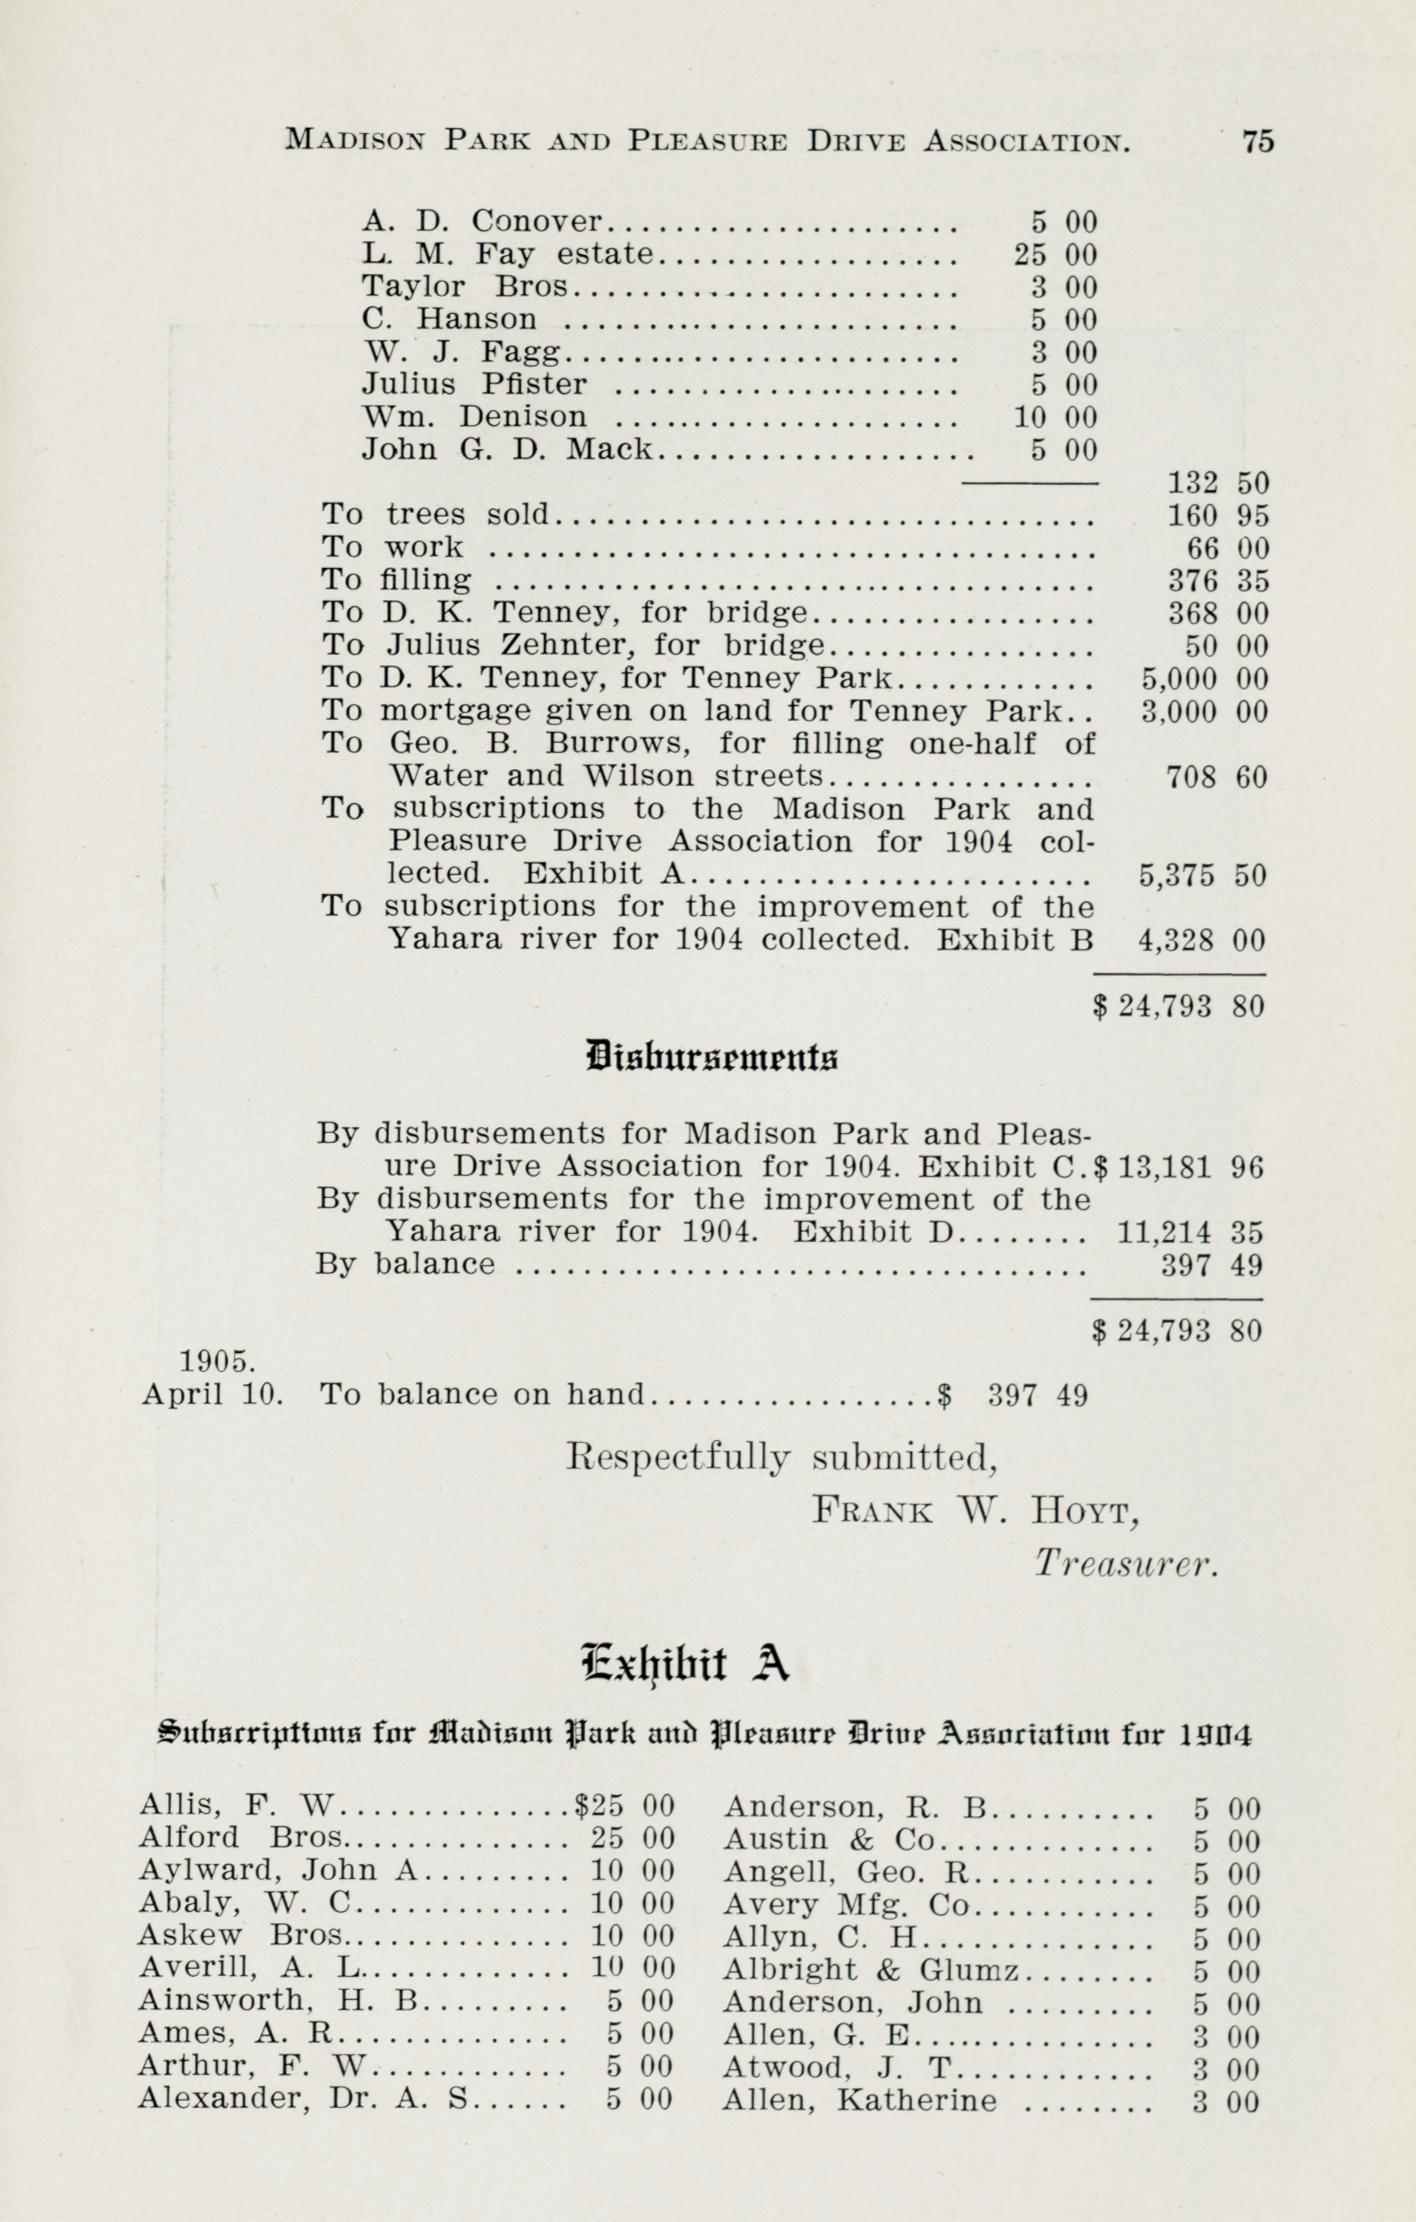 MADISON PARK AND PLEASURE DRIVE ASSOCIATION. 75
A. D. Conover..................... 5 00
L. M. Fay estate.................. 25 00
Taylor Bros....................... 3 00
C. Hanson ........................ 5 00
W. J. Fagg........................ 3 00
Julius Pfister ..................... 5 00
Wm. Denison ..................... 10 00
John G. D. Mack................... 5 00
132 50
To trees sold................................ 160 95
To work .................................... 66 00
To filling ................................... 376 35
To D. K. Tenney, for bridge................. 368 00
To Julius Zehnter, for bridge................ 50 00
To D. K. Tenney, for Tenney Park............ 5,000 00
To mortgage given on land for Tenney Park.. 3,000 00
To Geo. B. Burrows, for filling one-half of
Water and Wilson streets................ 708 60
To subscriptions to the Madison Park and
Pleasure Drive Association for 1904 col-
lected. Exhibit A........................ 5,375 50
To subscriptions for the improvement of the
Yahara river for 1904 collected. Exhibit B 4,328 00
$ 24,793 80
Disbursements
By disbursements for Madison Park and Pleas-
ure Drive Association for 1904. Exhibit C.$ 13,181 96
By disbursements for the improvement of the
Yahara river for 1904. Exhibit D........ 11,214 35
By balance .................................. 397 49
$ 24,793 80
1905.
April 10. To balance on hand.................$ 397 49
Respectfully submitted,
FRANK W. HOYT,
Treasurer.
Exhibit A
Subscriptions for Madison Park and Pleasure Drive Association for 1904
Allis, F. W..............$25 00
Alford Bros.............. 25 00
Aylward, John A.......... 10 00
Abaly, W. C............. 10 00
Askew Bros.............. 10 00
Averill, A. L............. 10 00
Ainsworth, H. B......... 5 00
Ames, A. R.............. 5 00
Arthur, F. W............ 5 00
Alexander, Dr. A. S...... 5 00
Anderson, R. B.......... 5 00
Austin & Co............. 5 00
Angell, Geo. R........... 5 00
Avery Mfg. Co........... 5 00
Allyn, C. H.............. 5 00
Albright & Glumz........ 5 00
Anderson, John ......... 5 00
Allen, G. E............... 3 00
Atwood, J. T............ 3 00
Allen, Katherine ........ 3 00